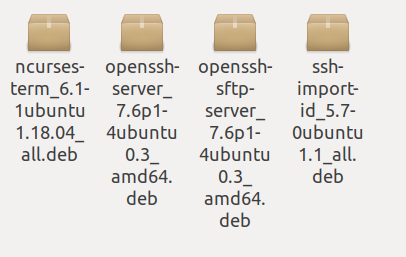 ncurses-
term_6.1-
1ubuntu
1.18.04_
all.deb
openssh-
server_
7.6p1-
4ubuntu
0.3_
amd64.
deb
openssh-
sftp-
server_
7.6p1-
4ubuntu
0.3_
amd64.
deb
ssh-
import-
id_5.7-
0ubuntu
1.1_all.
deb